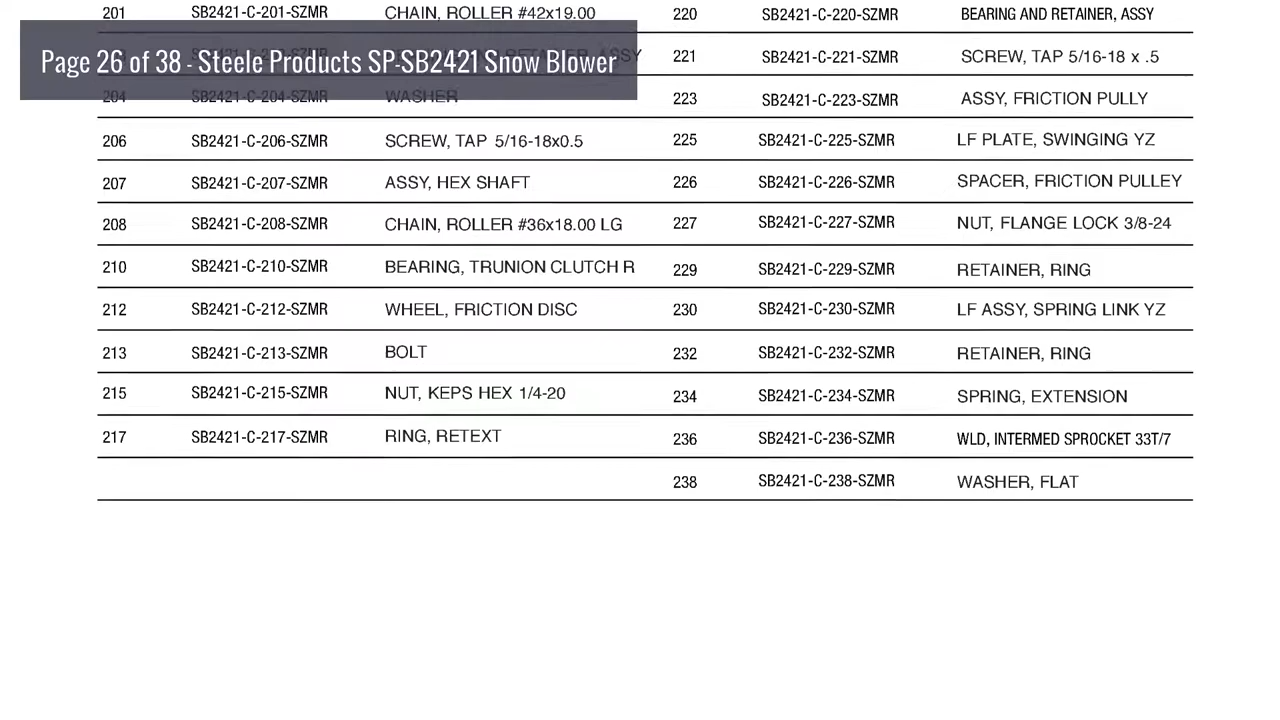 201 SB2421-C-201-SZMR CHAIN, ROLLER #42x19.00 220 SB2421-C-220-SZMR BEARING AND RETAINER, ASSY
Page 26 of 38 - Steele Products SP-SB2421 Snow Blower
ASSY 221 SB2421-C-221-SZMR SCREW, TAP 5/16-18 x .5
204 SB2421-C-204-SZMR WASHER 223 SB2421-C-223-SZMR ASSY, FRICTION PULLY
206 SB2421-C-206-SZMR SCREW, TAP 5/16-18x0.5 225 SB2421-C-225-SZMR LF PLATE, SWINGING YZ
207 SB2421-C-207-SZMR ASSY, HEX SHAFT 226 SB2421-C-226-SZMR SPACER, FRICTION PULLEY
208 SB2421-C-208-SZMR CHAIN, ROLLER #36x18.00 LG 227 SB2421-C-227-SZMR NUT, FLANGE LOCK 3/8-24
210 SB2421-C-210-SZMR BEARING, TRUNION CLUTCH R 229 SB2421-C-229-SZMR RETAINER, RING
212 SB2421-C-212-SZMR WHEEL, FRICTION DISC 230 SB2421-C-230-SZMR LF ASSY, SPRING LINK YZ
213 SB2421-C-213-SZMR BOLT 232 SB2421-C-232-SZMR RETAINER, RING
215 SB2421-C-215-SZMR NUT, KEPS HEX 1/4-20 234 SB2421-C-234-SZMR SPRING, EXTENSION
217 SB2421-C-217-SZMR RING, RETEXT 236 SB2421-C-236-SZMR WLD, INTERMED SPROCKET 33T/7
238 SB2421-C-238-SZMR WASHER, FLAT